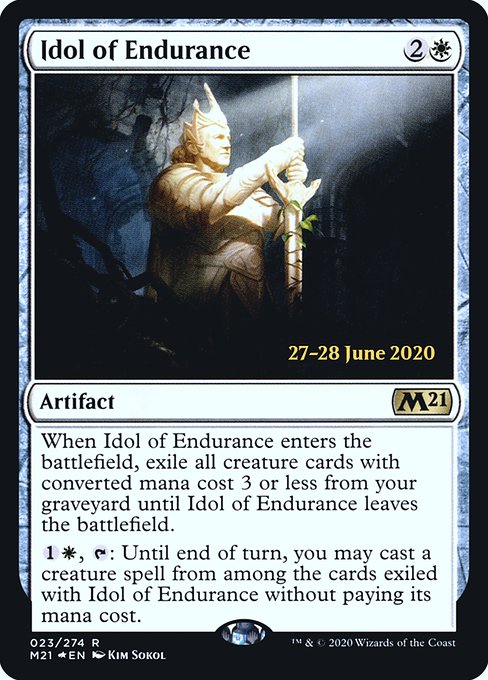 Idol of Endurance 2
27–28 June 2020
Artifact M21
When Idol of Endurance enters the
battlefield, exile all creature cards with
converted mana cost 3 or less from your
graveyard until Idol of Endurance leaves
the battlefield.
1, : Until end of turn, you may cast a
creature spell from among the cards exiled
with Idol of Endurance without paying its
mana cost.
023/274 R
M21 ★ EN Kim Sokol
™ & © 2020 Wizards of the Coast